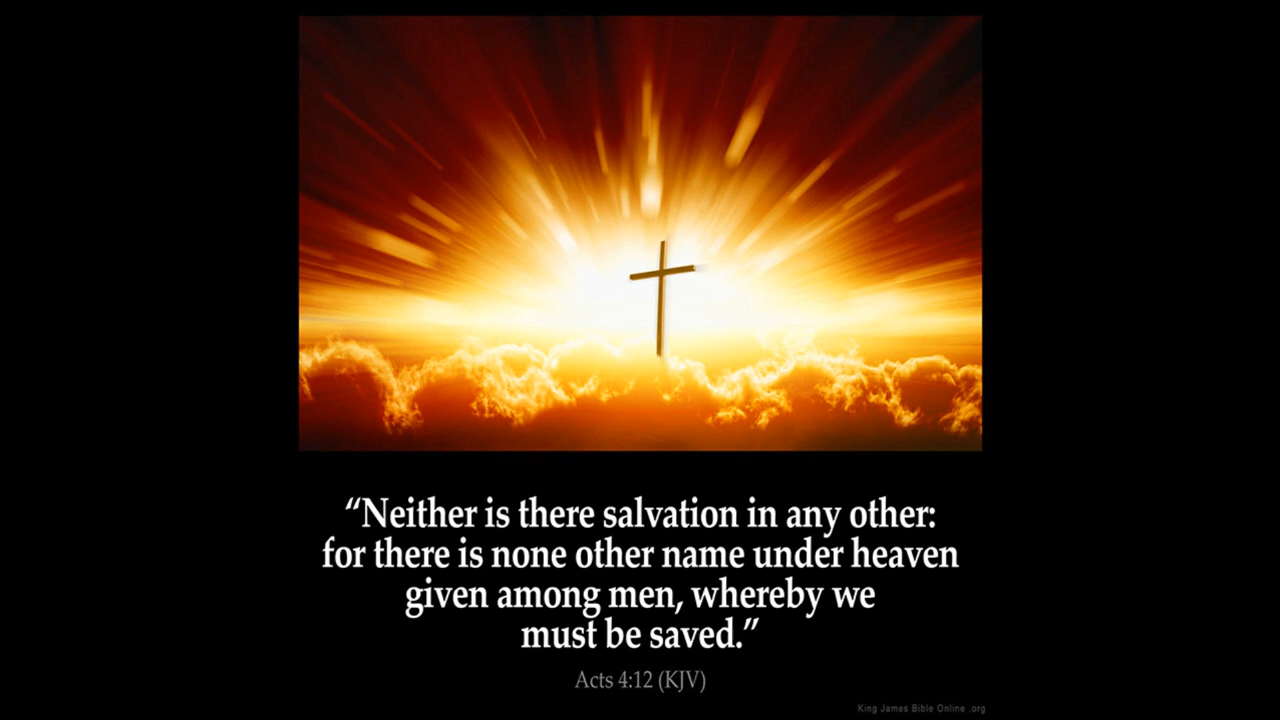 “Neither is there salvation in any other:
for there is none other name under heaven
given among men, whereby we
must be saved.”
Acts 4:12 (KJV)
King James Bible Online .org